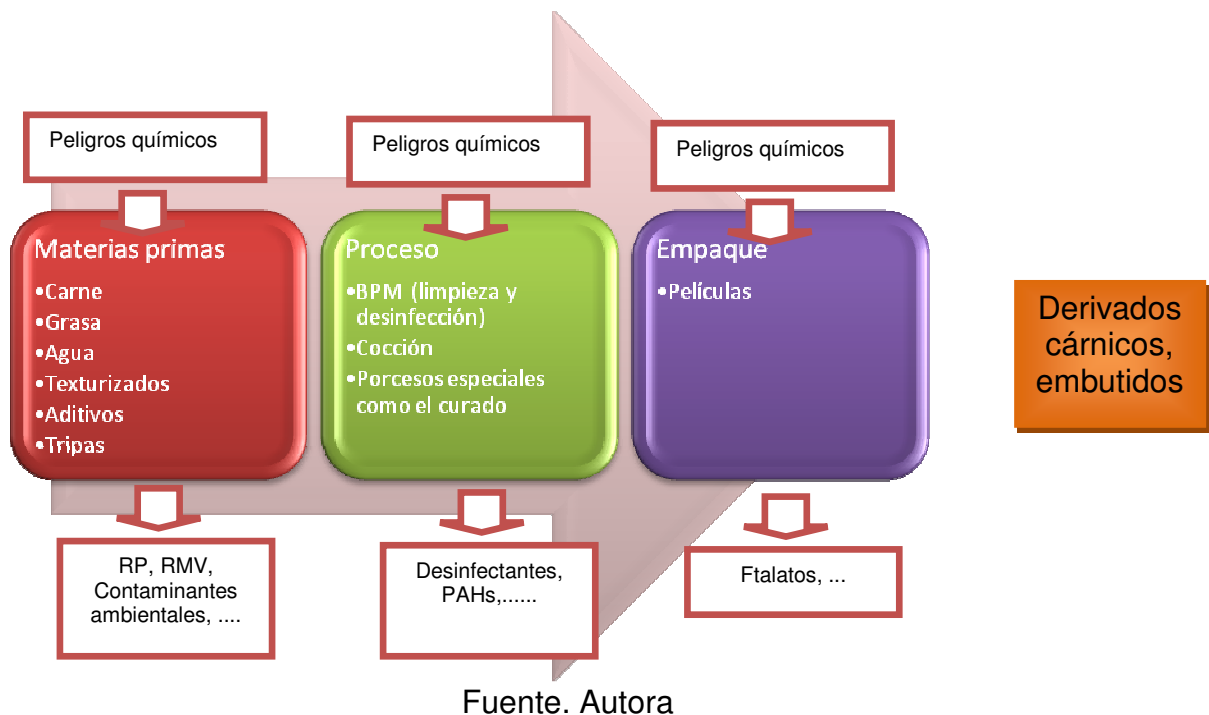 Peligros químicos
Peligros químicos
Peligros químicos
Materias primas
•Carne
•Grasa
•Agua
•Texturizados
•Aditivos
•Tripas
Proceso
•BPM (limpieza y
desinfección)
•Cocción
•Porcesos especiales
como el curado
Empaque
•Películas
Derivados
cárnicos,
embutidos
RP, RMV,
Contaminantes
ambientales, ....
Desinfectantes,
PAHs,......
Ftalatos, ...
Fuente. Autora